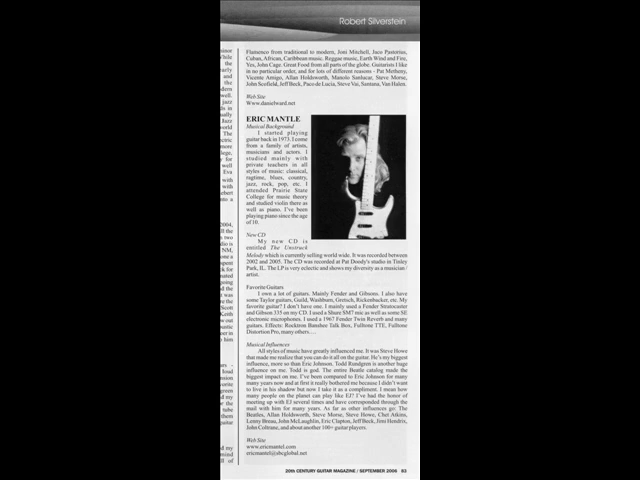 Robert Silverstein
Flamenco from traditional to modern, Joni Mitchell, Jaco Pastorius,
Cuban, African, Caribbean music. Reggae music, Earth Wind and Fire,
Yes, John Cage. Great Food from all parts of the globe. Guitarists I like
in no particular order, and for lots of different reasons - Pat Metheny,
Vicente Amigo, Allan Holdsworth, Manolo Sanlucar, Steve Morse,
John Scofield, Jeff Beck, Paco de Lucia, Steve Vai, Santana, Van Halen.
Web Site
Www.danielward.net
ERIC MANTLE
Musical Background
I started playing
guitar back in 1973. I come
from a family of artists,
musicians and actors. I
studied mainly with
private teachers in all
styles of music: classical,
ragtime, blues, country,
jazz, rock, pop, etc. I
attended Prairie State
College for music theory
and studied violin there as
well as piano. I've been
playing piano since the age
of 10.
New CD
My new CD is
entitled The Unstruck
Melody which is currently selling world wide. It was recorded between
2002 and 2005. The CD was recorded at Pat Doody's studio in Tinley
Park, IL. The LP is very eclectic and shows my diversity as a musician /
artist.
Favorite Guitars
I own a lot of guitars. Mainly Fender and Gibsons. I also have
some Taylor guitars, Guild, Washburn, Gretsch, Rickenbacker, etc. My
favorite guitar? I don't have one. I mainly used a Fender Stratocaster
and Gibson 335 on my CD. I used a Share SM7 mic as well as some SE
electronic microphones. I used a 1967 Fender Twin Reverb and many
guitars. Effects: Rocktron Banshee Talk Box, Fulltone TTE, Fulltone
Distortion Pro, many others....
Musical Influences
All styles of music have greatly influenced me. It was Steve Howe
that made me realize that you can do it all on the guitar. He's my biggest
influence, more so than Eric Johnson. Todd Rundgren is another huge
influence on me. Todd is god. The entire Beatle catalog made the
biggest impact on me. I've been compared to Eric Johnson for many
many years now and at first it really bothered me because I didn't want
to live in his shadow but now I take it as a compliment. I mean how
many people on the planet can play like EJ? I've had the honor of
meeting up with EJ several times and have corresponded through the
mail with him for many years. As far as other influences go: The
Beatles, Allan Holdsworth, Steve Morse, Steve Howe, Chet Atkins,
Lenny Breau, John McLaughlin, Eric Clapton, Jeff Beck, Jimi Hendrix,
John Coltrane, and about another 100+ guitar players.
Web Site
www.ericmantel.com
ericmantel@sbcglobal.net
20th CENTURY GUITAR MAGAZINE / SEPTEMBER 2008 83